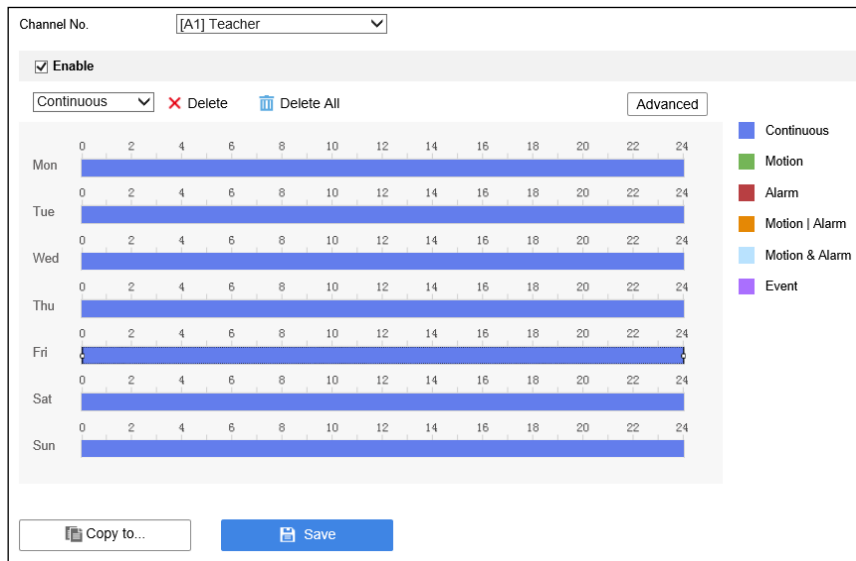 Channel No. [A1] Teacher
Enable
Continuous Delete Delete All Advanced
0 2 4 6 8 10 12 14 16 18 20 22 24
Mon
0 2 4 6 8 10 12 14 16 18 20 22 24
Tue
0 2 4 6 8 10 12 14 16 18 20 22 24
Wed
0 2 4 6 8 10 12 14 16 18 20 22 24
Thu
0 2 4 6 8 10 12 14 16 18 20 22 24
Fri
0 2 4 6 8 10 12 14 16 18 20 22 24
Sat
0 2 4 6 8 10 12 14 16 18 20 22 24
Sun
Continuous
Motion
Alarm
Motion | Alarm
Motion & Alarm
Event
Copy to... Save